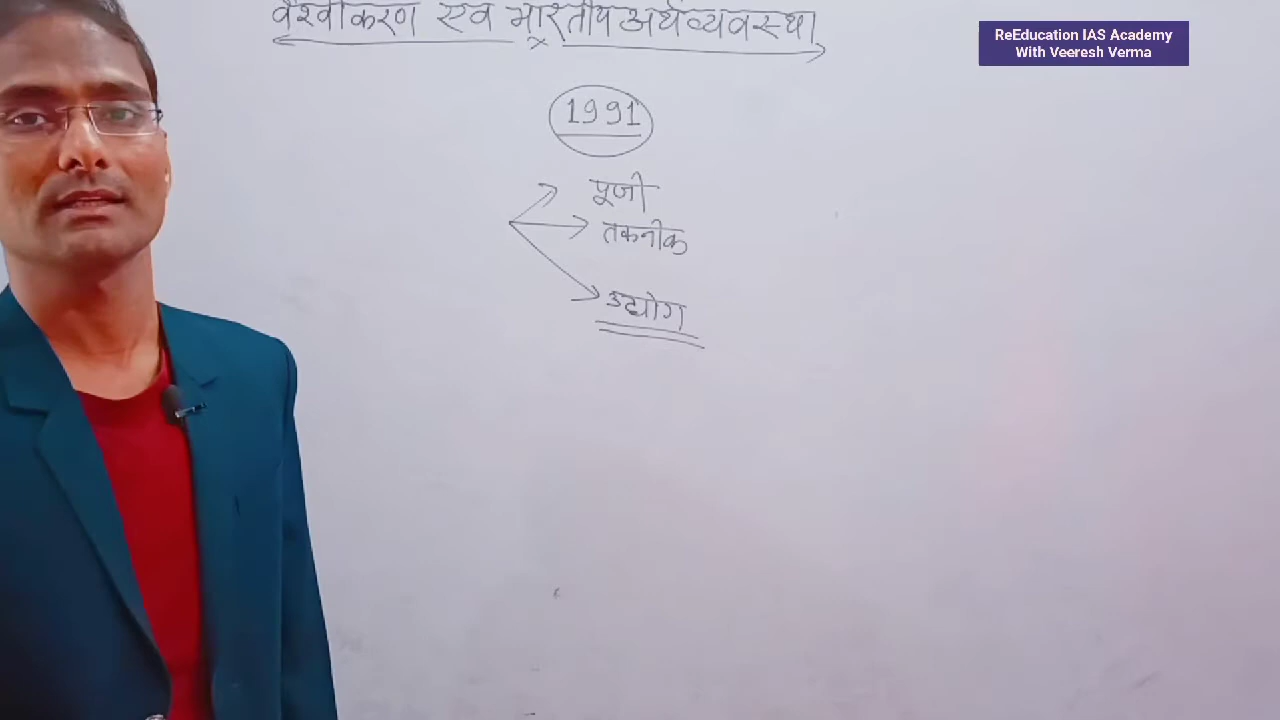 वैश्वीकरण एवं भारतीय अर्थव्यवस्था
ReEducation IAS Academy
With Veeresh Verma
1991
पूजी
तकनीक
उद्योग